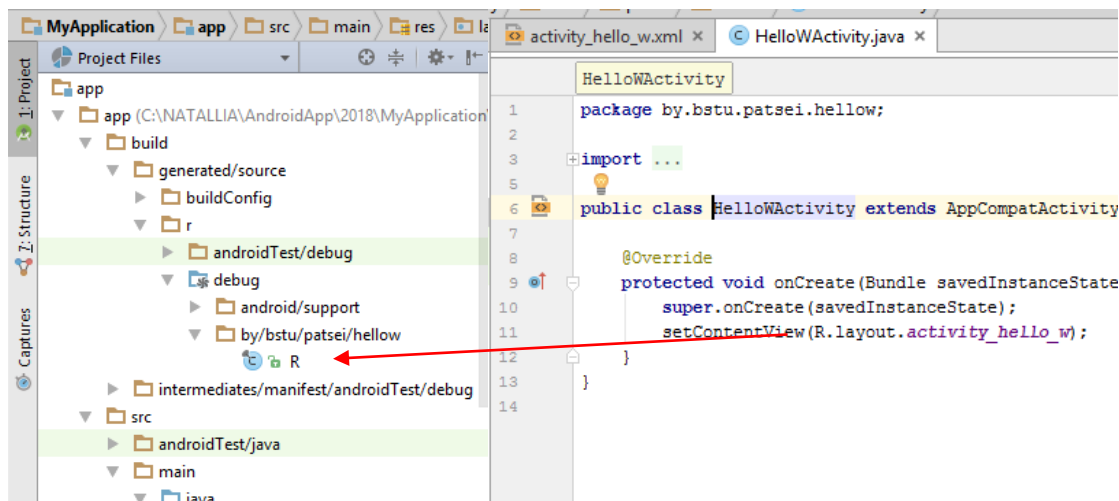 MyApplication app src main res la
Project Files
1: Project
7: Structure
Captures
app
app (C:\NATALLIA\AndroidApp\2018\MyApplication
build
generated/source
buildConfig
r
androidTest/debug
debug
android/support
by/bstu/patsei/hellow
R
intermediates/manifest/androidTest/debug
src
androidTest/java
main
java
activity_hello_w.xml × HelloWActivity.java ×
HelloWActivity
1 package by.bstu.patsei.hellow;
2
3 import ...
5
6 public class HelloWActivity extends AppCompatActivity
7
8 @Override
9 protected void onCreate(Bundle savedInstanceState
10 super.onCreate(savedInstanceState);
11 setContentView(R.layout.activity_hello_w);
12 }
13 }
14